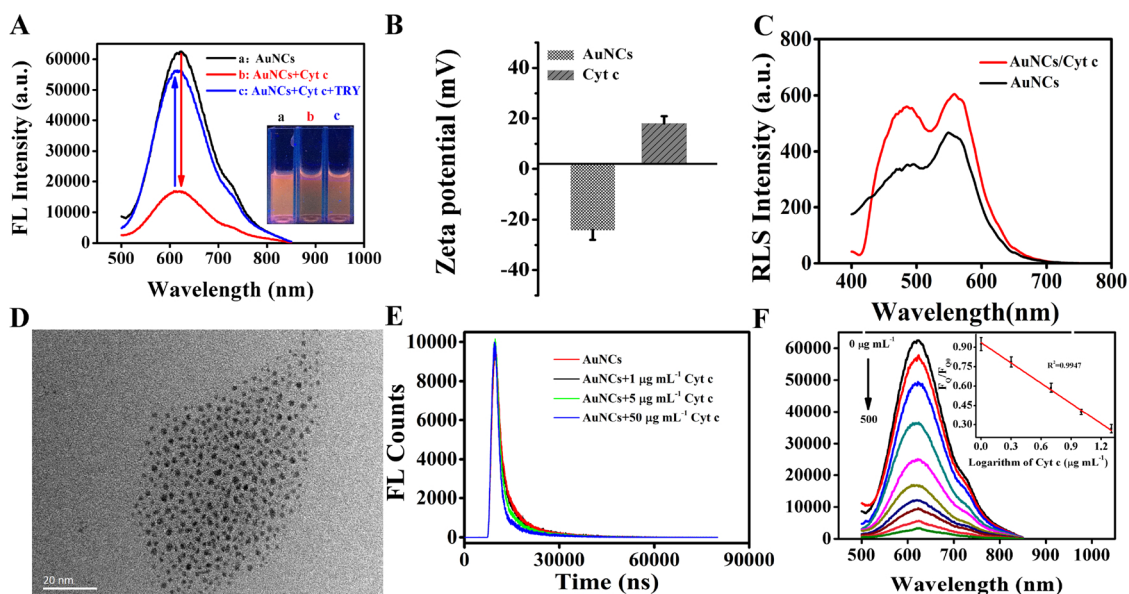 A
FL Intensity (a.u.)
60000
50000
40000
30000
20000
10000
0
500 600 700 800 900 1000
Wavelength (nm)
a: AuNCs
b: AuNCs+Cyt c
c: AuNCs+Cyt c+TRY
a b c
B
Zeta potential (mV)
40
20
0
-20
-40
AuNCs
Cyt c
C
RLS Intensity (a.u.)
800
600
400
200
0
400 500 600 700 800
Wavelength(nm)
AuNCs/Cyt c
AuNCs
D
20 nm
E
FL Counts
10000
8000
6000
4000
2000
0
0 30000 60000 90000
Time (ns)
AuNCs
AuNCs+1 μg mL⁻¹ Cyt c
AuNCs+5 μg mL⁻¹ Cyt c
AuNCs+50 μg mL⁻¹ Cyt c
F
60000
50000
40000
30000
20000
10000
0
500 600 700 800 900 1000
Wavelength (nm)
0 μg mL⁻¹
500
0.90
0.75
0.60
0.45
0.30
R²=0.9947
0.0 0.3 0.6 0.9 1.2
Logarithm of Cyt c (μg mL⁻¹)